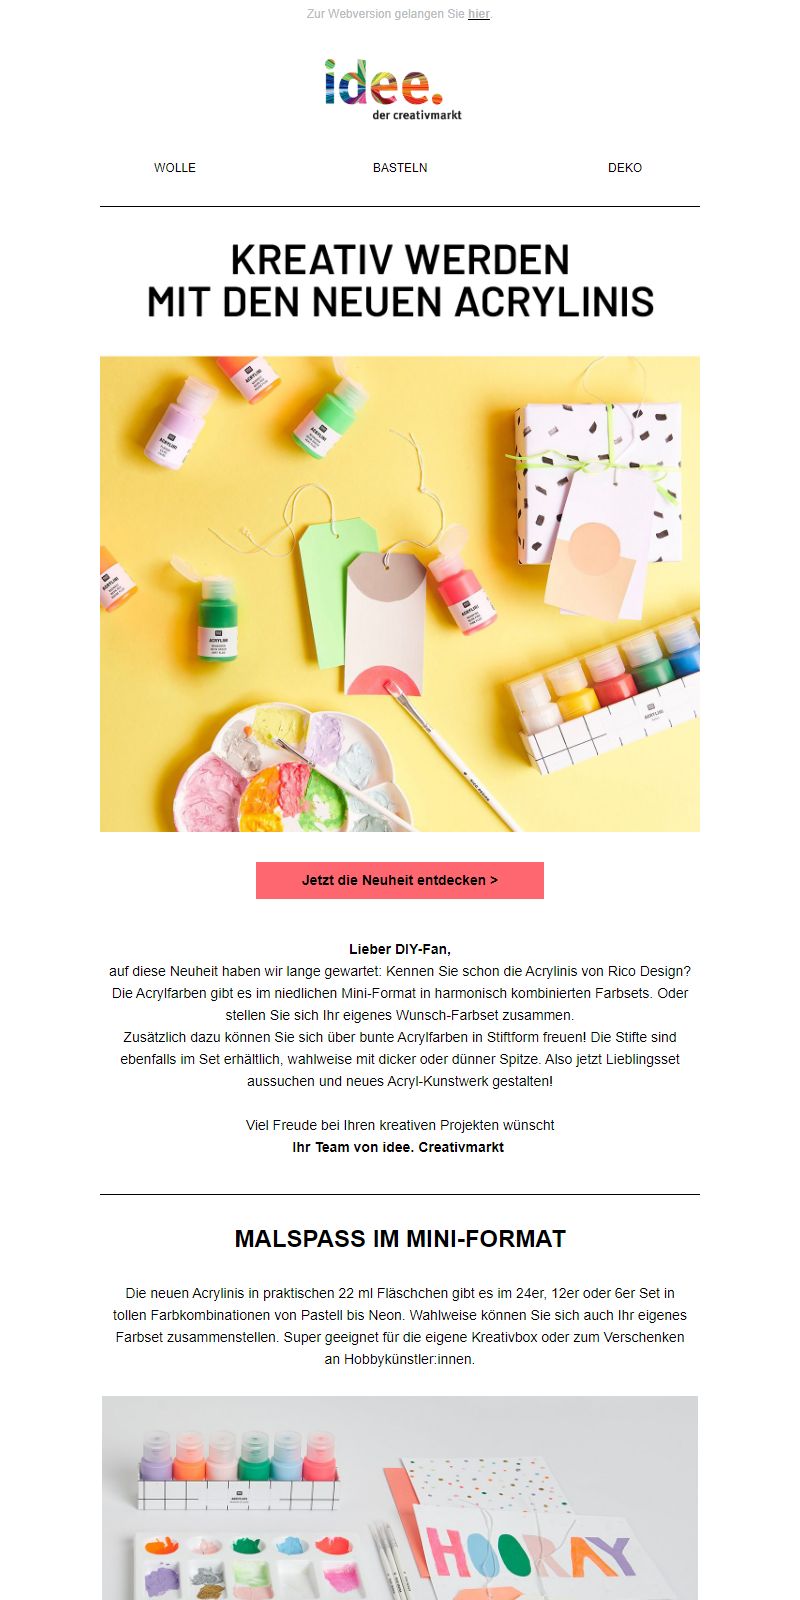 Zur Webversion gelangen Sie hier.
idee.
der creativmarkt
WOLLE
BASTELN
DEKO
KREATIV WERDEN
MIT DEN NEUEN ACRYLINIS
ACRYLINI
ACRYLINI
ACRYLINI
ACRYLINI
ACRYLINI
ACRYLINI
ACRYLINI
Jetzt die Neuheit entdecken >
Lieber DIY-Fan,
auf diese Neuheit haben wir lange gewartet: Kennen Sie schon die Acrylinis von Rico Design?
Die Acrylfarben gibt es im niedlichen Mini-Format in harmonisch kombinierten Farbsets. Oder
stellen Sie sich Ihr eigenes Wunsch-Farbset zusammen.
Zusätzlich dazu können Sie sich über bunte Acrylfarben in Stiftform freuen! Die Stifte sind
ebenfalls im Set erhältlich, wahlweise mit dicker oder dünner Spitze. Also jetzt Lieblingsset
aussuchen und neues Acryl-Kunstwerk gestalten!
Viel Freude bei Ihren kreativen Projekten wünscht
Ihr Team von idee. Creativmarkt
MALSPASS IM MINI-FORMAT
Die neuen Acrylinis in praktischen 22 ml Fläschchen gibt es im 24er, 12er oder 6er Set in
tollen Farbkombinationen von Pastell bis Neon. Wahlweise können Sie sich auch Ihr eigenes
Farbset zusammenstellen. Super geeignet für die eigene Kreativbox oder zum Verschenken
an Hobbykünstler:innen.
HOORAY